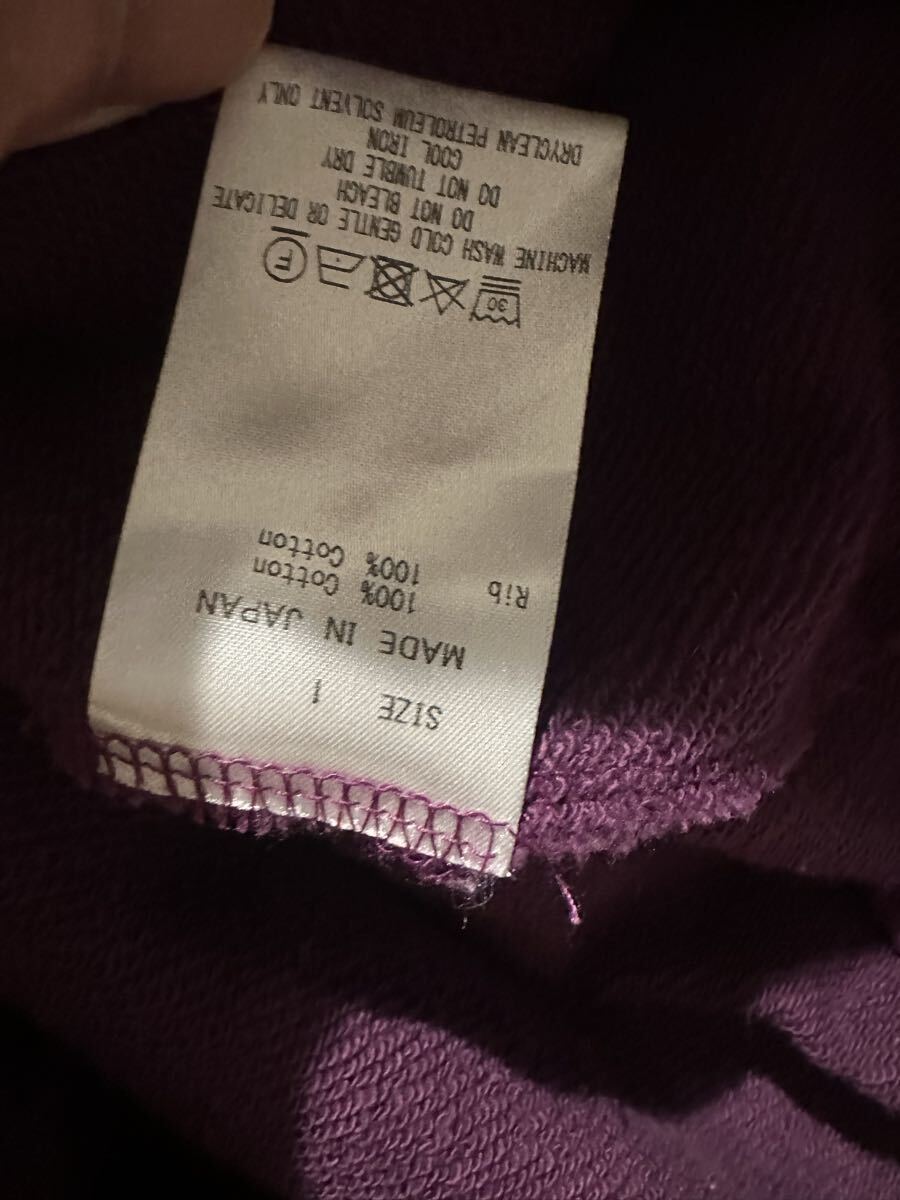 SIZE 1
MADE IN JAPAN
100% Cotton
Rib 100% Cotton
30
F
MACHINE WASH COLD GENTLE OR DELICATE
DO NOT BLEACH
DO NOT TUMBLE DRY
COOL IRON
DRYCLEAN PETROLEUM SOLVENT ONLY